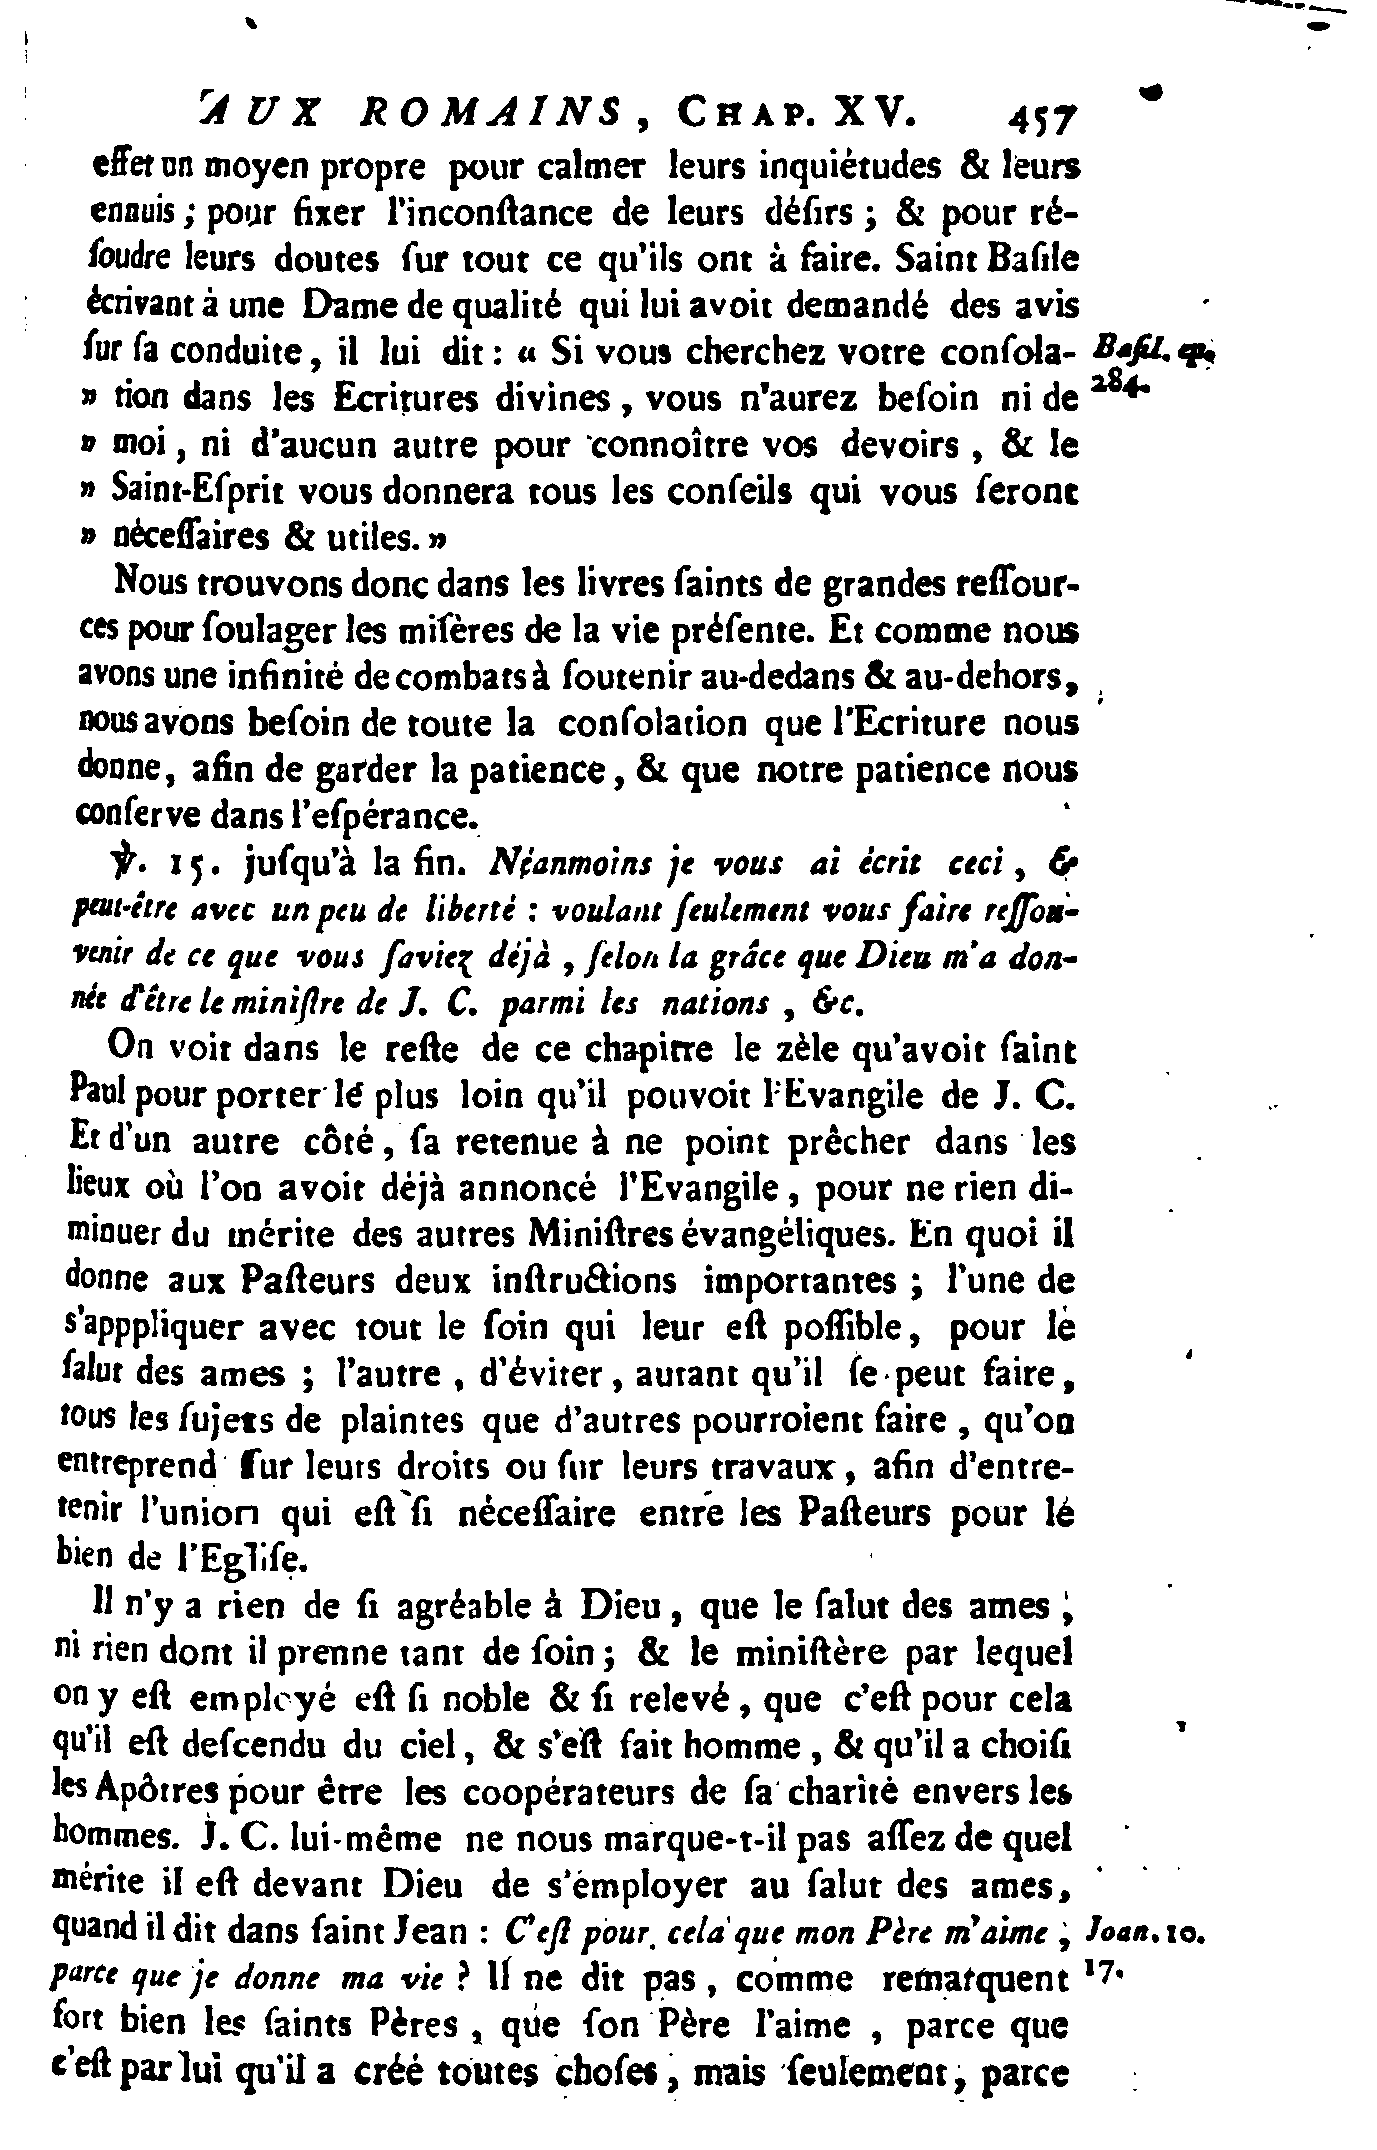 AUX ROMAINS, CHAP. XV. 457
effet un moyen propre pour calmer leurs inquiétudes & leurs
ennuis ; pour fixer l'inconſtance de leurs déſirs ; & pour ré-
ſoudre leurs doutes ſur tout ce qu'ils ont à faire. Saint Baſile
écrivant à une Dame de qualité qui lui avoit demandé des avis
ſur ſa conduite, il lui dit : « Si vous cherchez votre conſola- Baſil. ep.
» tion dans les Ecritures divines, vous n'aurez beſoin ni de 284.
» moi, ni d'aucun autre pour connoître vos devoirs, & le
» Saint-Eſprit vous donnera tous les conſeils qui vous ſeront
» néceſſaires & utiles. »
Nous trouvons donc dans les livres ſaints de grandes reſſour-
ces pour ſoulager les miſères de la vie préſente. Et comme nous
avons une infinité de combats à ſoutenir au-dedans & au-dehors,
nous avons beſoin de toute la conſolation que l'Ecriture nous
donne, afin de garder la patience, & que notre patience nous
conſerve dans l'eſpérance.
℣. 15. juſqu'à la fin. Néanmoins je vous ai écrit ceci, &
peut-être avec un peu de liberté : voulant ſeulement vous faire reſſou-
venir de ce que vous ſaviez déjà, ſelon la grâce que Dieu m'a don-
née d'être le miniſtre de J. C. parmi les nations, &c.
On voit dans le reſte de ce chapitre le zèle qu'avoit ſaint
Paul pour porter le plus loin qu'il pouvoit l'Evangile de J. C.
Et d'un autre côté, ſa retenue à ne point prêcher dans les
lieux où l'on avoit déjà annoncé l'Evangile, pour ne rien di-
minuer du mérite des autres Miniſtres évangéliques. En quoi il
donne aux Paſteurs deux inſtructions importantes ; l'une de
s'apppliquer avec tout le ſoin qui leur eſt poſſible, pour le
ſalut des ames ; l'autre, d'éviter, autant qu'il ſe peut faire,
tous les ſujets de plaintes que d'autres pourroient faire, qu'on
entreprend ſur leurs droits ou ſur leurs travaux, afin d'entre-
tenir l'union qui eſt ſi néceſſaire entre les Paſteurs pour le
bien de l'Egliſe.
Il n'y a rien de ſi agréable à Dieu, que le ſalut des ames ;
ni rien dont il prenne tant de ſoin ; & le miniſtère par lequel
on y eſt employé eſt ſi noble & ſi relevé, que c'eſt pour cela
qu'il eſt deſcendu du ciel, & s'eſt fait homme, & qu'il a choiſi
les Apôtres pour être les coopérateurs de ſa charité envers les
hommes. J. C. lui-même ne nous marque-t-il pas aſſez de quel
mérite il eſt devant Dieu de s'employer au ſalut des ames,
quand il dit dans ſaint Jean : C'eſt pour cela que mon Père m'aime, Joan. 10.
parce que je donne ma vie ? Il ne dit pas, comme remarquent 17.
fort bien les ſaints Pères, que ſon Père l'aime, parce que
c'eſt par lui qu'il a créé toutes choſes, mais ſeulement, parce